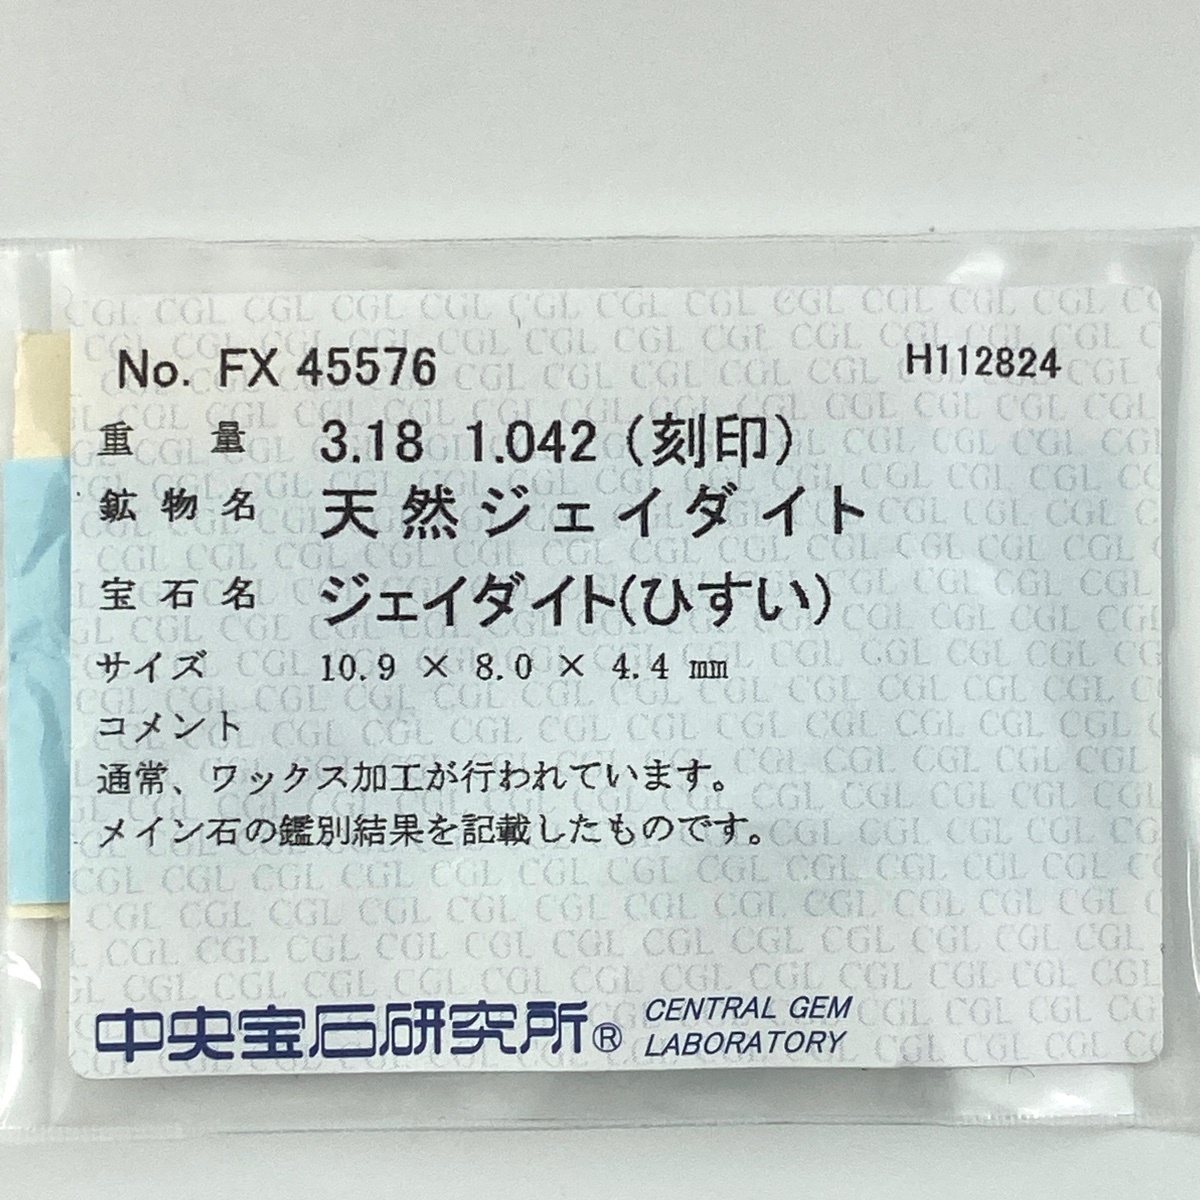 No. FX 45576 H112824
重量 3.18 1.042 (刻印)
鉱物名 天然ジェイダイト
宝石名 ジェイダイト(ひすい)
サイズ 10.9 × 8.0 × 4.4 mm
コメント
通常、ワックス加工が行われています。
メイン石の鑑別結果を記載したものです。
中央宝石研究所® CENTRAL GEM
LABORATORY